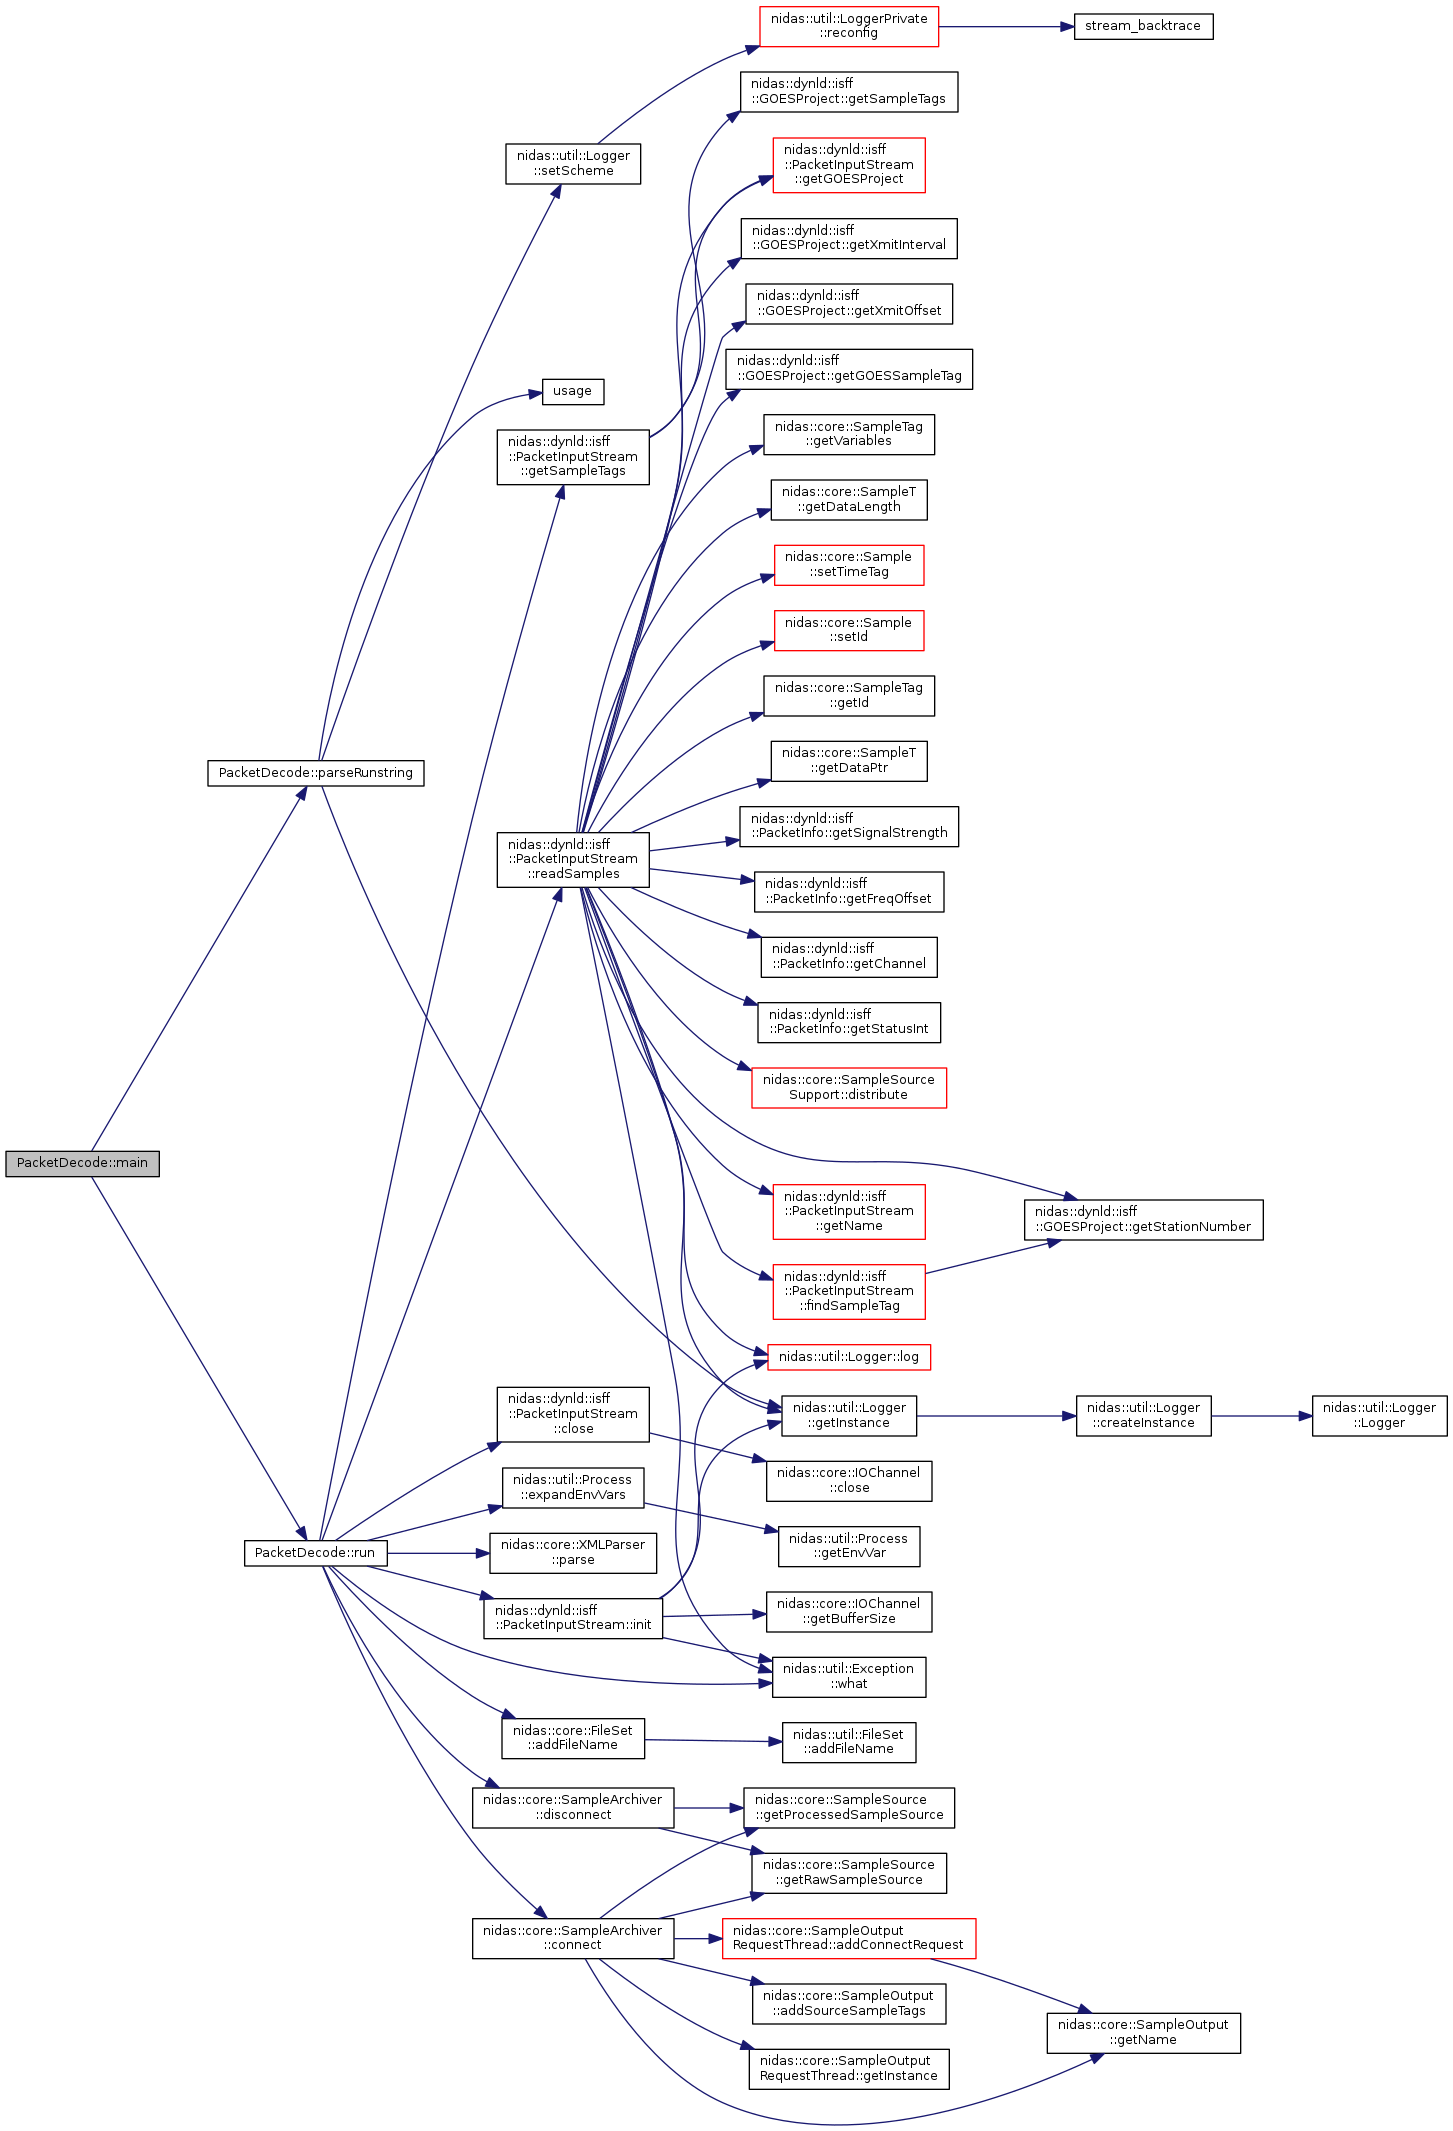 PacketDecode::main
PacketDecode::parseRunstring
PacketDecode::run
nidas::util::Logger
::setScheme
usage
nidas::dynld::isff
::PacketInputStream
::getSampleTags
nidas::dynld::isff
::PacketInputStream
::readSamples
nidas::dynld::isff
::PacketInputStream
::close
nidas::util::Process
::expandEnvVars
nidas::core::XMLParser
::parse
nidas::dynld::isff
::PacketInputStream::init
nidas::core::FileSet
::addFileName
nidas::core::SampleArchiver
::disconnect
nidas::core::SampleArchiver
::connect
nidas::util::LoggerPrivate
::reconfig
nidas::dynld::isff
::GOESProject::getSampleTags
nidas::dynld::isff
::PacketInputStream
::getGOESProject
nidas::dynld::isff
::GOESProject::getXmitInterval
nidas::dynld::isff
::GOESProject::getXmitOffset
nidas::dynld::isff
::GOESProject::getGOESSampleTag
nidas::core::SampleTag
::getVariables
nidas::core::SampleT
::getDataLength
nidas::core::Sample
::setTimeTag
nidas::core::Sample
::setId
nidas::core::SampleTag
::getId
nidas::core::SampleT
::getDataPtr
nidas::dynld::isff
::PacketInfo::getSignalStrength
nidas::dynld::isff
::PacketInfo::getFreqOffset
nidas::dynld::isff
::PacketInfo::getChannel
nidas::dynld::isff
::PacketInfo::getStatusInt
nidas::core::SampleSource
Support::distribute
nidas::dynld::isff
::PacketInputStream
::getName
nidas::dynld::isff
::PacketInputStream
::findSampleTag
nidas::util::Logger::log
nidas::util::Logger
::getInstance
nidas::core::IOChannel
::close
nidas::util::Process
::getEnvVar
nidas::core::IOChannel
::getBufferSize
nidas::util::Exception
::what
nidas::util::FileSet
::addFileName
nidas::core::SampleSource
::getProcessedSampleSource
nidas::core::SampleSource
::getRawSampleSource
nidas::core::SampleOutput
RequestThread::addConnectRequest
nidas::core::SampleOutput
::addSourceSampleTags
nidas::core::SampleOutput
RequestThread::getInstance
stream_backtrace
nidas::dynld::isff
::GOESProject::getStationNumber
nidas::util::Logger
::createInstance
nidas::core::SampleOutput
::getName
nidas::util::Logger
::Logger